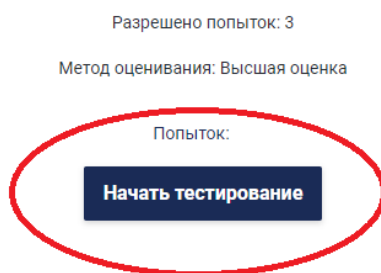 Разрешено попыток: 3
Метод оценивания: Высшая оценка
Попыток:
Начать тестирование